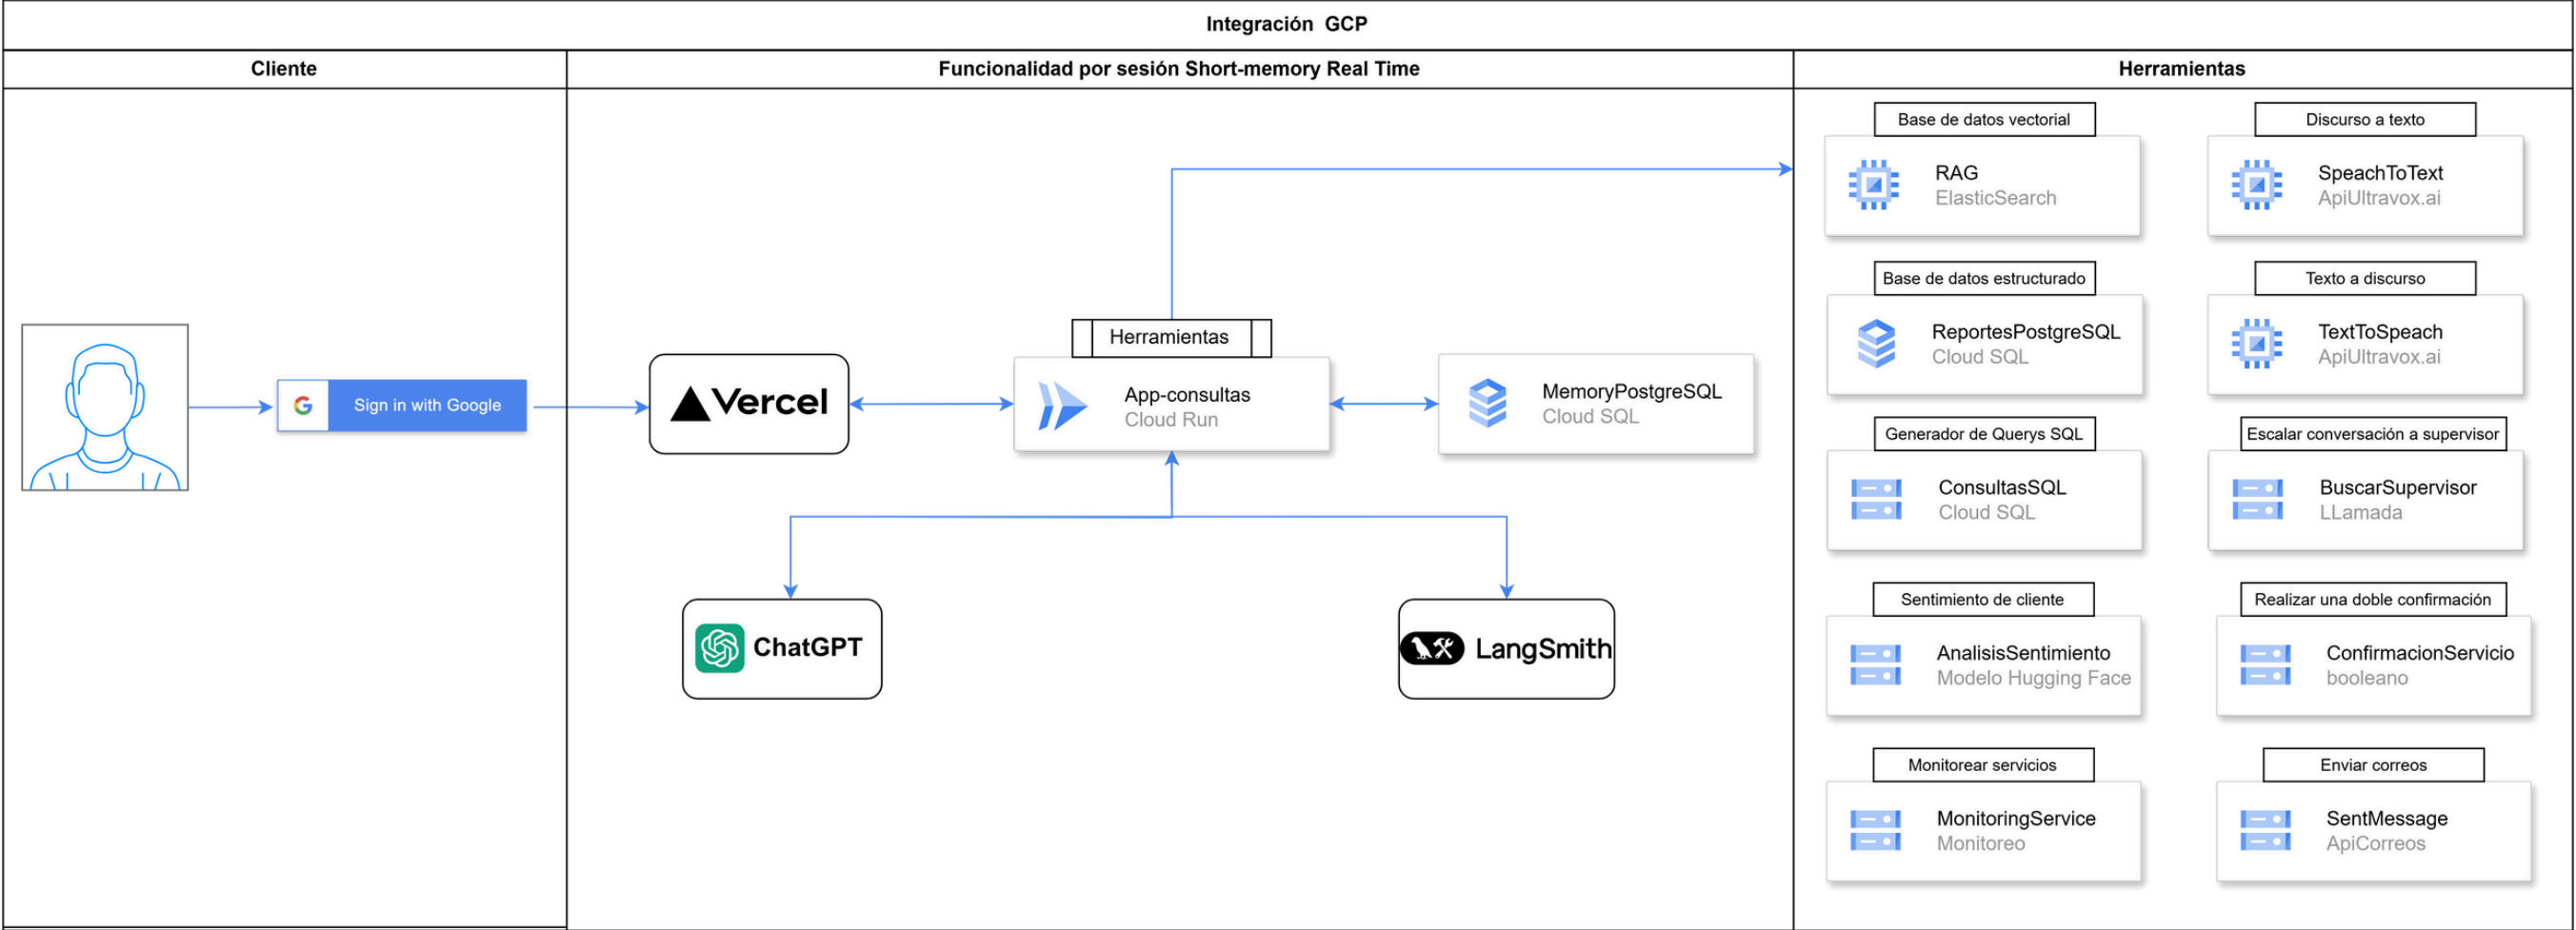 Integración GCP
Cliente
Funcionalidad por sesión Short-memory Real Time
Herramientas
Sign in with Google
Vercel
Herramientas
App-consultas
Cloud Run
MemoryPostgreSQL
Cloud SQL
ChatGPT
LangSmith
Base de datos vectorial
RAG
ElasticSearch
Discurso a texto
SpeachToText
ApiUltravox.ai
Base de datos estructurado
ReportesPostgreSQL
Cloud SQL
Texto a discurso
TextToSpeach
ApiUltravox.ai
Generador de Querys SQL
ConsultasSQL
Cloud SQL
Escalar conversación a supervisor
BuscarSupervisor
LLamada
Sentimiento de cliente
AnalisisSentimiento
Modelo Hugging Face
Realizar una doble confirmación
ConfirmacionServicio
booleano
Monitorear servicios
MonitoringService
Monitoreo
Enviar correos
SentMessage
ApiCorreos